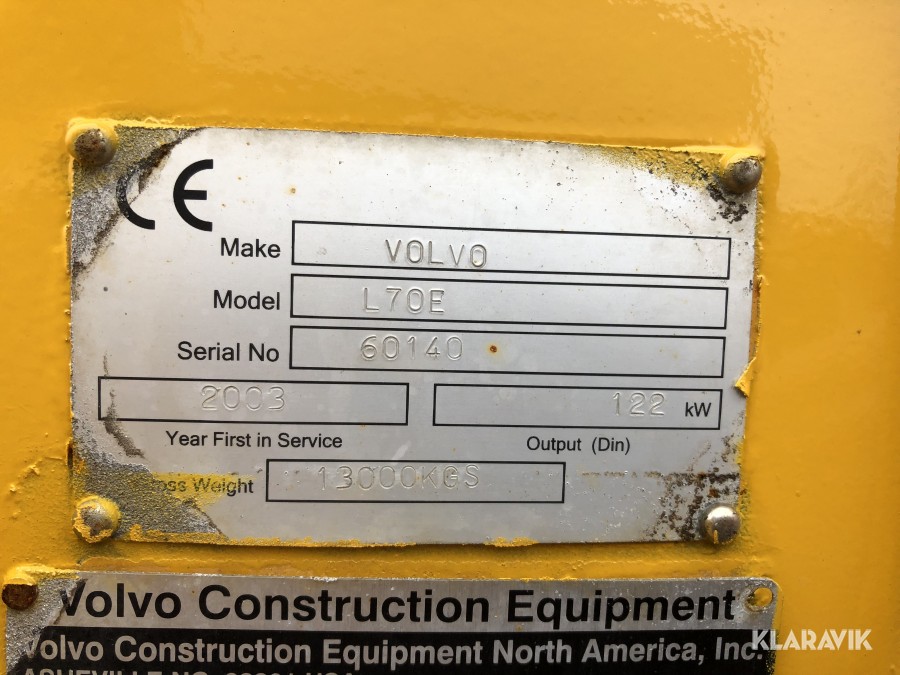 CE
Make VOLVO
Model L70E
Serial No 60140
2003 122 kW
Year First in Service Output (Din)
Weight 13000KGS
Volvo Construction Equipment
Volvo Construction Equipment North America, Inc.
KLARAVIK